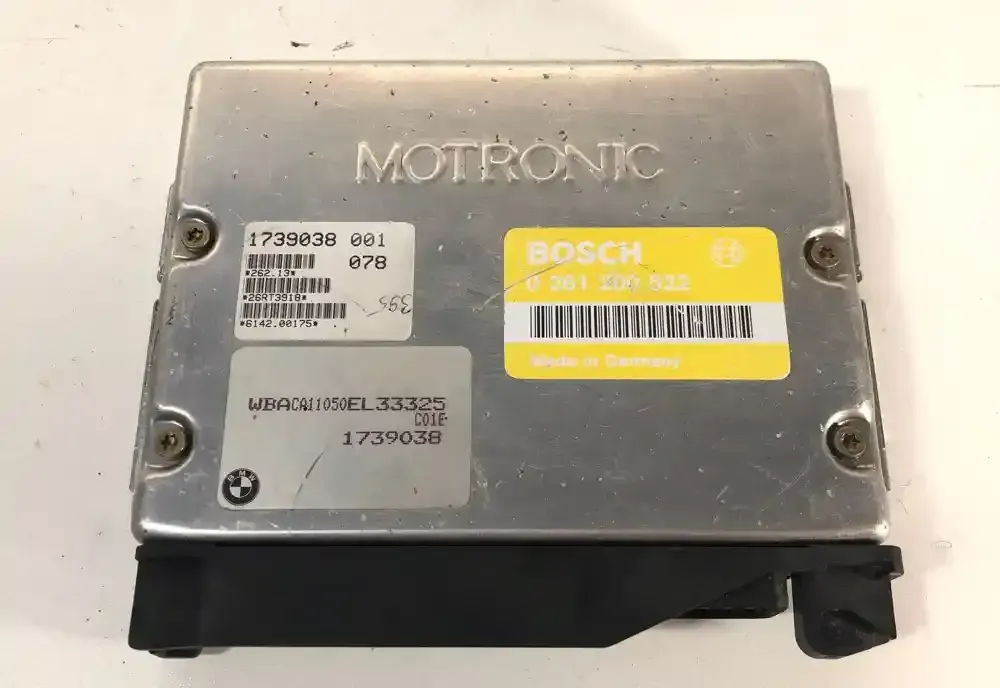 MOTRONIC
1739038 001
078
*262.13*
*26RT3918*
*6142.00175*
395
BOSCH
0 261 200 522
Made in Germany
WBACA11050EL33325
C01E
1739038
BMW